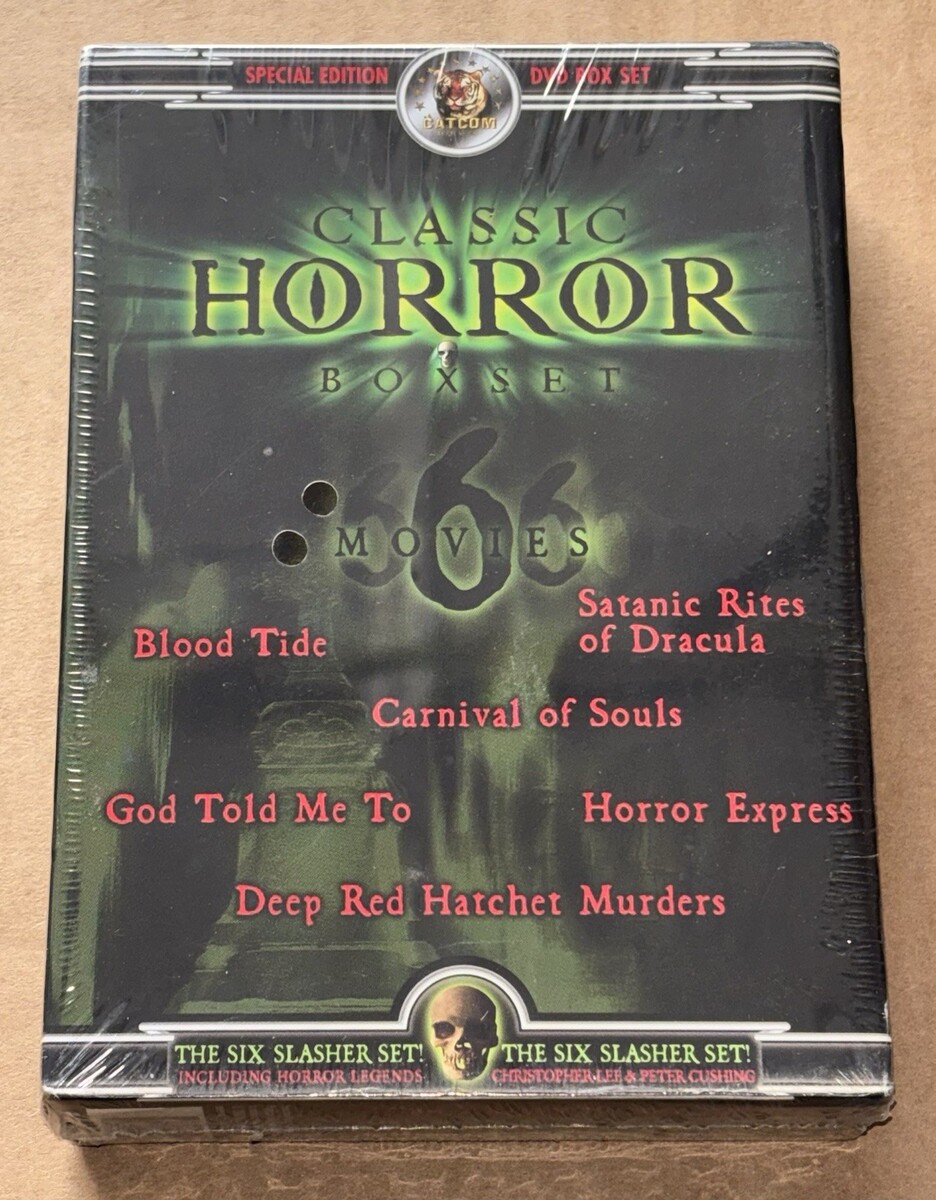 SPECIAL EDITION
DVD BOX SET
CATCOM
CLASSIC
HORROR
BOXSET
666
MOVIES
Satanic Rites
of Dracula
Blood Tide
Carnival of Souls
God Told Me To
Horror Express
Deep Red Hatchet Murders
THE SIX SLASHER SET!
INCLUDING HORROR LEGENDS
THE SIX SLASHER SET!
CHRISTOPHER LEE & PETER CUSHING